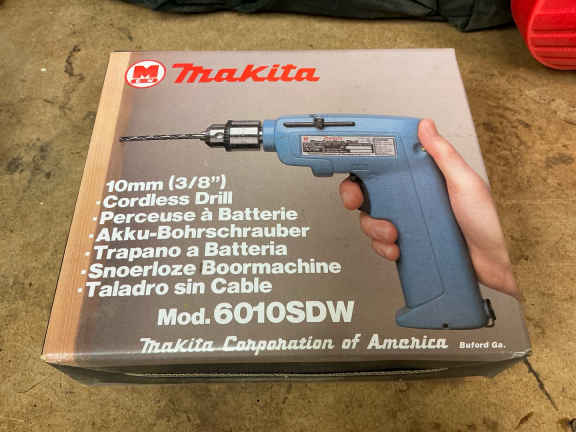 M
makita
10mm (3/8")
·Cordless Drill
·Perceuse à Batterie
·Akku-Bohrschrauber
·Trapano a Batteria
·Snoerloze Boormachine
·Taladro sin Cable
Mod. 6010SDW
Makita Corporation of America Buford Ga.